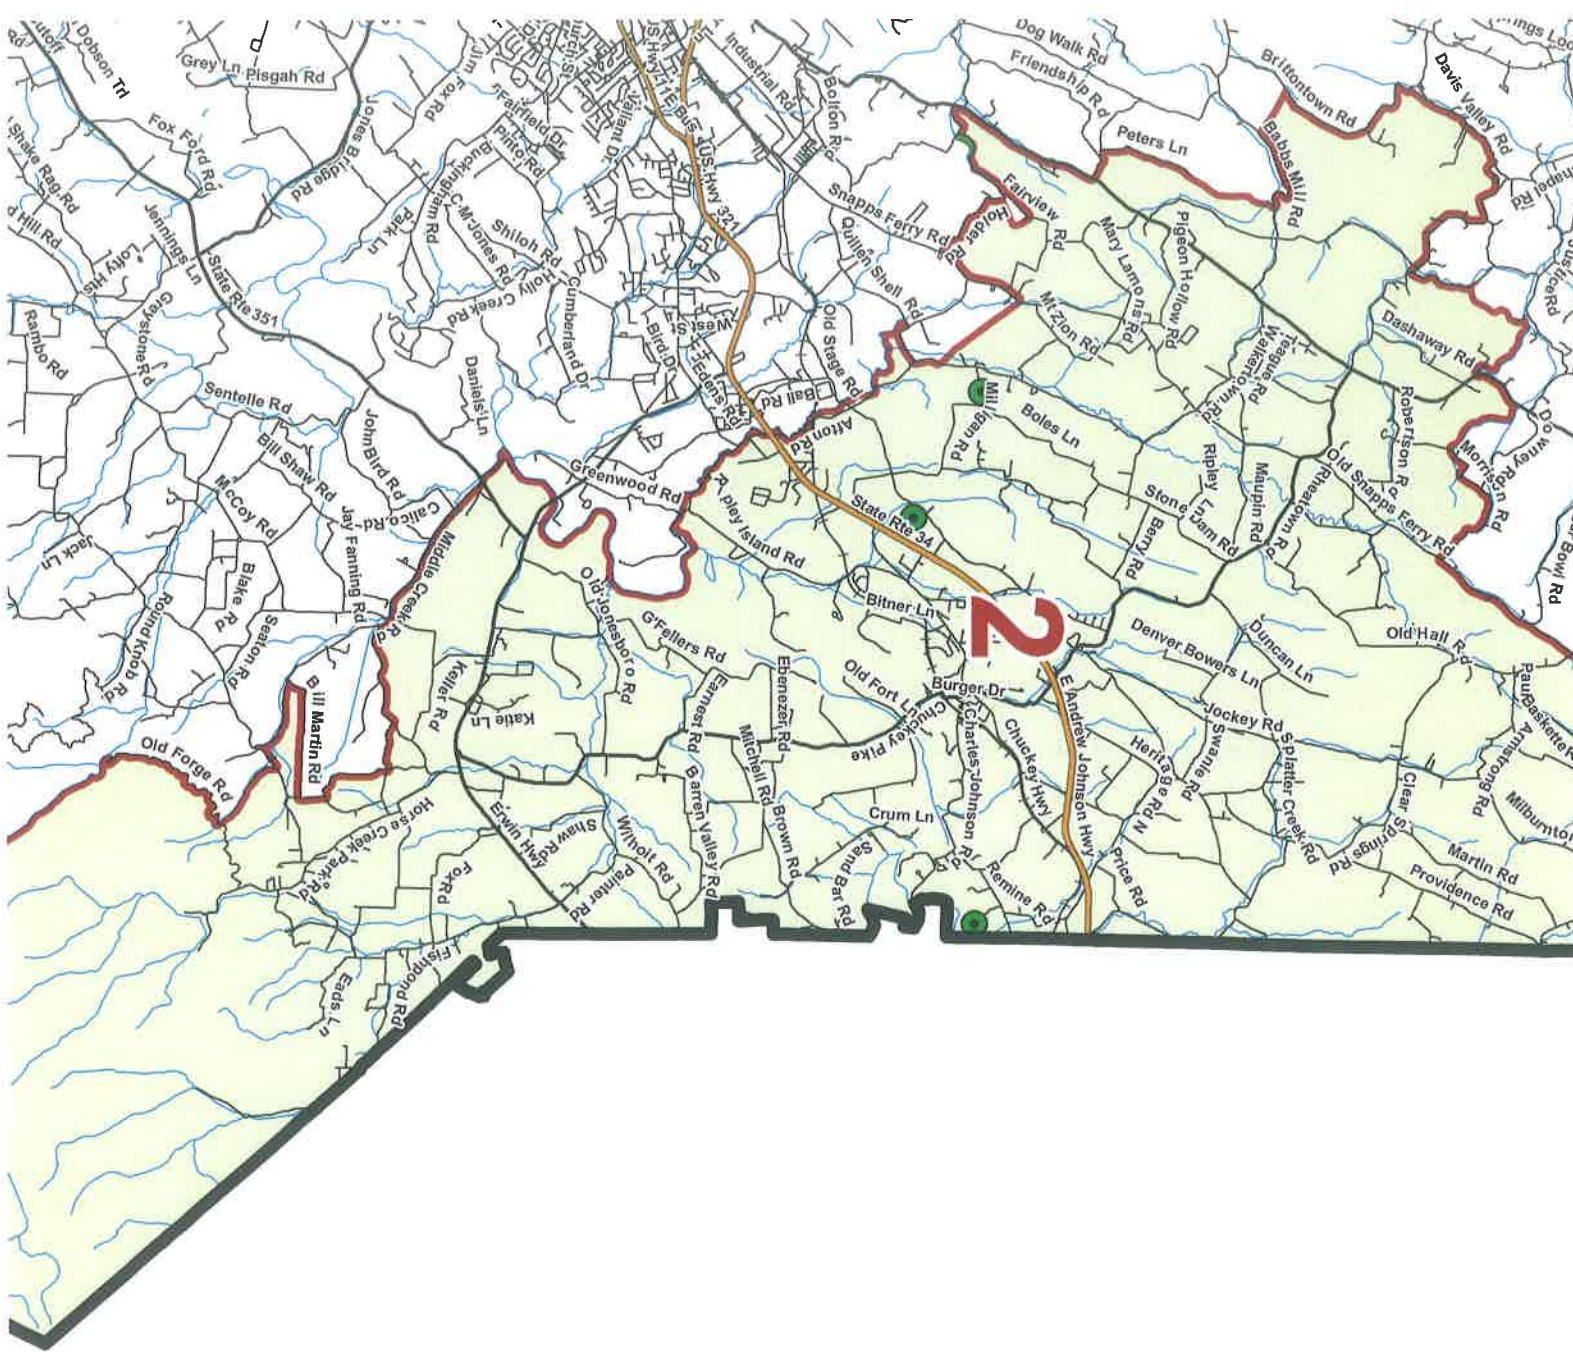 Dobson Trl
Grey Ln
Pisgah Rd
Jim Fox Rd
Fairfield Dr
Pinto Rd
Valiant Dr
US Hwy 11E Bus
US Hwy 321
Industrial Rd
Bolton Rd
Dog Walk Rd
Friendship Rd
Peters Ln
Brittontown Rd
Babbs Mill Rd
Davis Valley Rd
Fox Ford Rd
Jones Bridge Rd
Buckingham Rd
Park Ln
C-M-Jones Rd
Shiloh Rd
Holly Creek Rd
Cumberland Dr
Snapps Ferry Rd
Quillen Shell Rd
Holder Rd
Fairview Rd
Mary Lamons Rd
Pigeon Hollow Rd
Mt Zion Rd
Shake Rag Rd
d Hill Rd
Jennings Ln
Lofty Hts
Greystone Rd
State Rte 351
Rambo Rd
Sentelle Rd
Daniels Ln
Bird Dr
West St
Edens Rd
Ball Rd
Old Stage Rd
Afton Rd
Milligan Rd
Boles Ln
Walkertown Rd
Teague Rd
Dashaway Rd
Robertson Rd
Downey Rd
Morrison Rd
Ripley Ln
Maupin Rd
Stone Dam Rd
Rheatown Rd
Old Snapps Ferry Rd
John Bird Rd
Bill Shaw Rd
McCoy Rd
Calico Rd
Jay Fanning Rd
Jack Ln
Blake Rd
Round Knob Rd
Seaton Rd
Middle Creek Rd
Greenwood Rd
Ripley Island Rd
State Rte 34
Berry Rd
Bitner Ln
2
Old Jonesboro Rd
G'Fellers Rd
Keller Rd
Katie Ln
Earnest Rd
Ebenezer Rd
Old Fort Ln
Burger Dr
Denver Bowers Ln
Duncan Ln
Old Hall Rd
Bill Martin Rd
Old Forge Rd
Mitchell Rd
Chuckey Pike
Charles Johnson Rd
Chuckey Hwy
E Andrew Johnson Hwy
Heritage Rd N
Swanie Rd
Jockey Rd
Splatter Creek Rd
Clear Springs Rd
Armstrong Rd
Horse Creek Park Rd
Erwin Hwy
Shaw Rd
Wilhoit Rd
Barren Valley Rd
Brown Rd
Crum Ln
Sand Bar Rd
Remine Rd
Price Rd
Martin Rd
Providence Rd
Fox Rd
Painter Rd
Fishpond Rd
Eads Ln